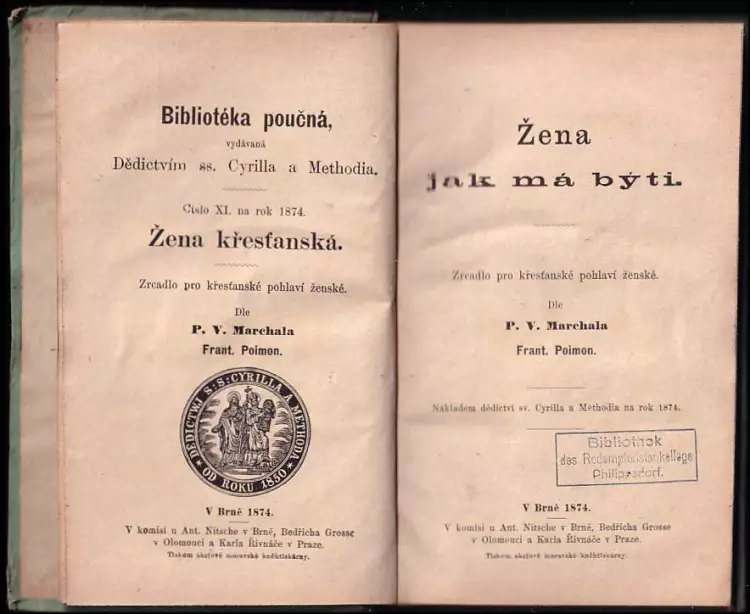 Bibliotéka poučná,
vydávaná
Dědictvím ss. Cyrilla a Methodia.
Číslo XI. na rok 1874.
Žena křesťanská.
Zrcadlo pro křesťanské pohlaví ženské.
Dle
P. V. Marchala
Frant. Poimon.
DĚDICTWJ S:S:CYRILLA A METHODA
OD ROKU 1850
V Brně 1874.
V komisi u Ant. Nitsche v Brně, Bedřicha Grosse
v Olomouci a Karla Řivnáče v Praze.
Tiskem akciové moravské knihtiskárny.
Žena
jak má býti.
Zrcadlo pro křesťanské pohlaví ženské.
Dle
P. V. Marchala
Frant. Poimon.
Nákladem dědictví sv. Cyrilla a Methodia na rok 1874.
Bibliothek
des Redemptoristenkollegs
Philippsdorf.
V Brně 1874.
V komisi u Ant. Nitsche v Brně, Bedřicha Grosse
v Olomouci a Karla Řivnáče v Praze.
Tiskem akciové moravské knihtiskárny.